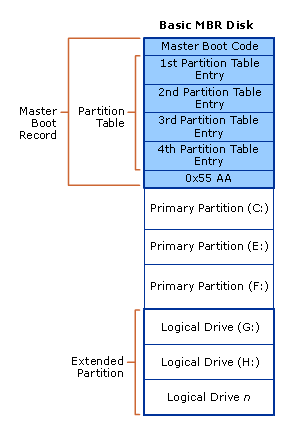 Basic MBR Disk
Master Boot Code
1st Partition Table
Entry
2nd Partition Table
Entry
3rd Partition Table
Entry
4th Partition Table
Entry
0x55 AA
Master
Boot
Record
Partition
Table
Primary Partition (C:)
Primary Partition (E:)
Primary Partition (F:)
Logical Drive (G:)
Logical Drive (H:)
Logical Drive n
Extended
Partition